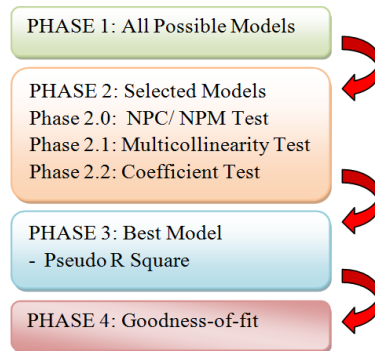 PHASE 1: All Possible Models
PHASE 2: Selected Models
Phase 2.0: NPC/ NPM Test
Phase 2.1: Multicollinearity Test
Phase 2.2: Coefficient Test
PHASE 3: Best Model
- Pseudo R Square
PHASE 4: Goodness-of-fit